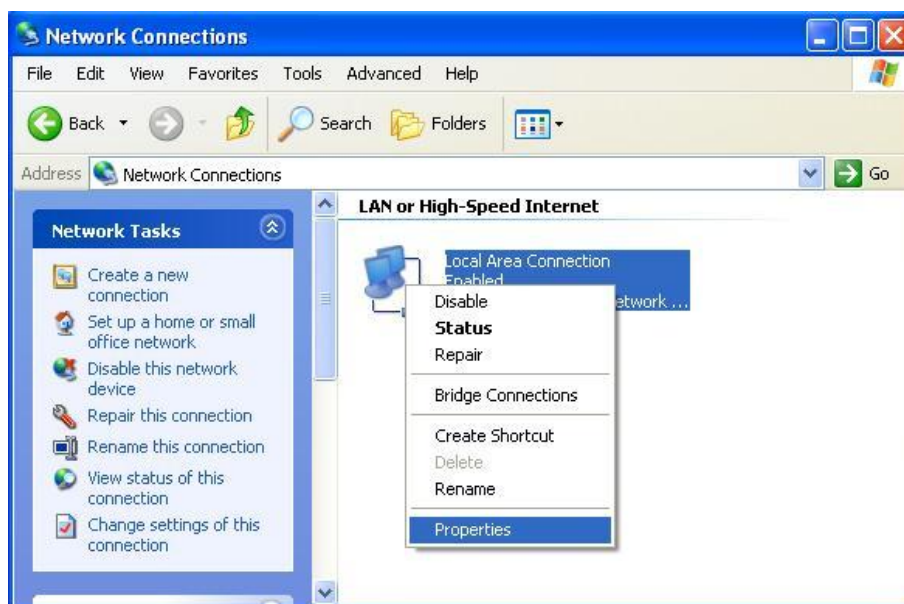 Network Connections
File Edit View Favorites Tools Advanced Help
Back Search Folders
Address Network Connections Go
LAN or High-Speed Internet
Network Tasks
Create a new
connection
Set up a home or small
office network
Disable this network
device
Repair this connection
Rename this connection
View status of this
connection
Change settings of this
connection
Local Area Connection
Enabled
etwork ...
Disable
Status
Repair
Bridge Connections
Create Shortcut
Delete
Rename
Properties